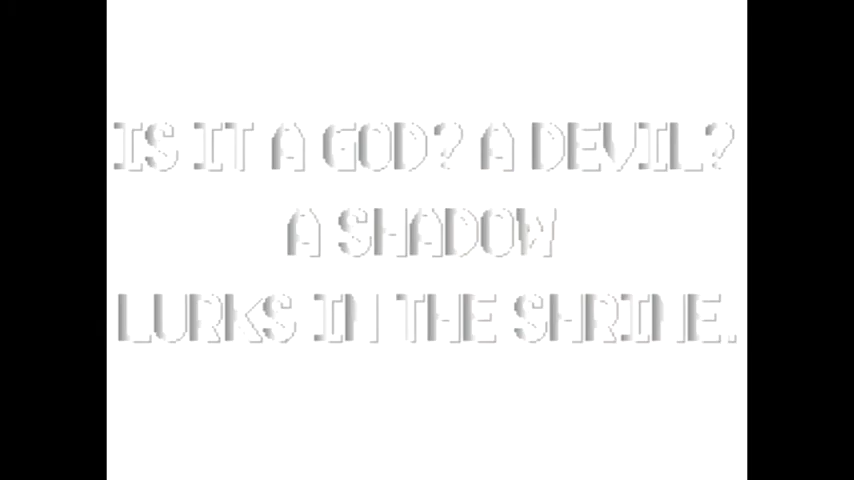 IS IT A GOD? A DEVIL?
A SHADOW
LURKS IN THE SHRINE.